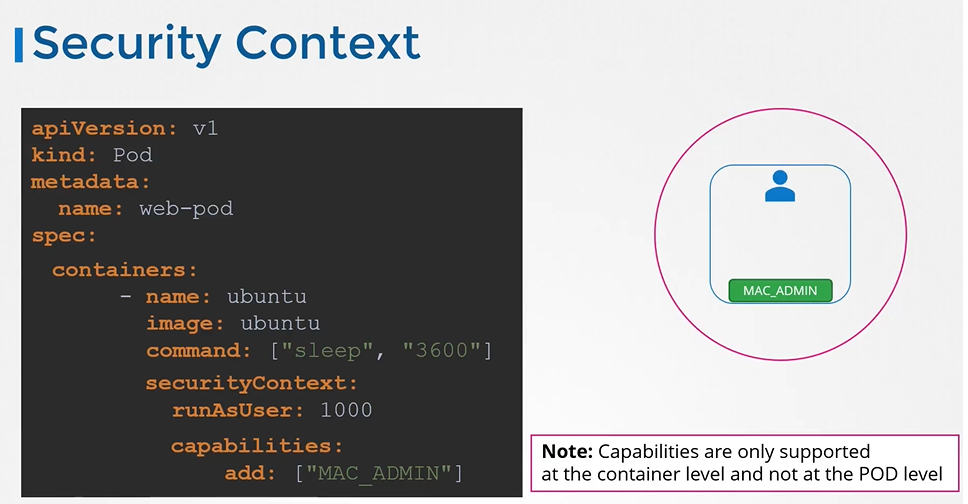 Security Context
apiVersion: v1
kind: Pod
metadata:
  name: web-pod
spec:
  containers:
       - name: ubuntu
         image: ubuntu
         command: ["sleep", "3600"]
         securityContext:
           runAsUser: 1000
           capabilities:
               add: ["MAC_ADMIN"]
MAC_ADMIN
Note: Capabilities are only supported
at the container level and not at the POD level